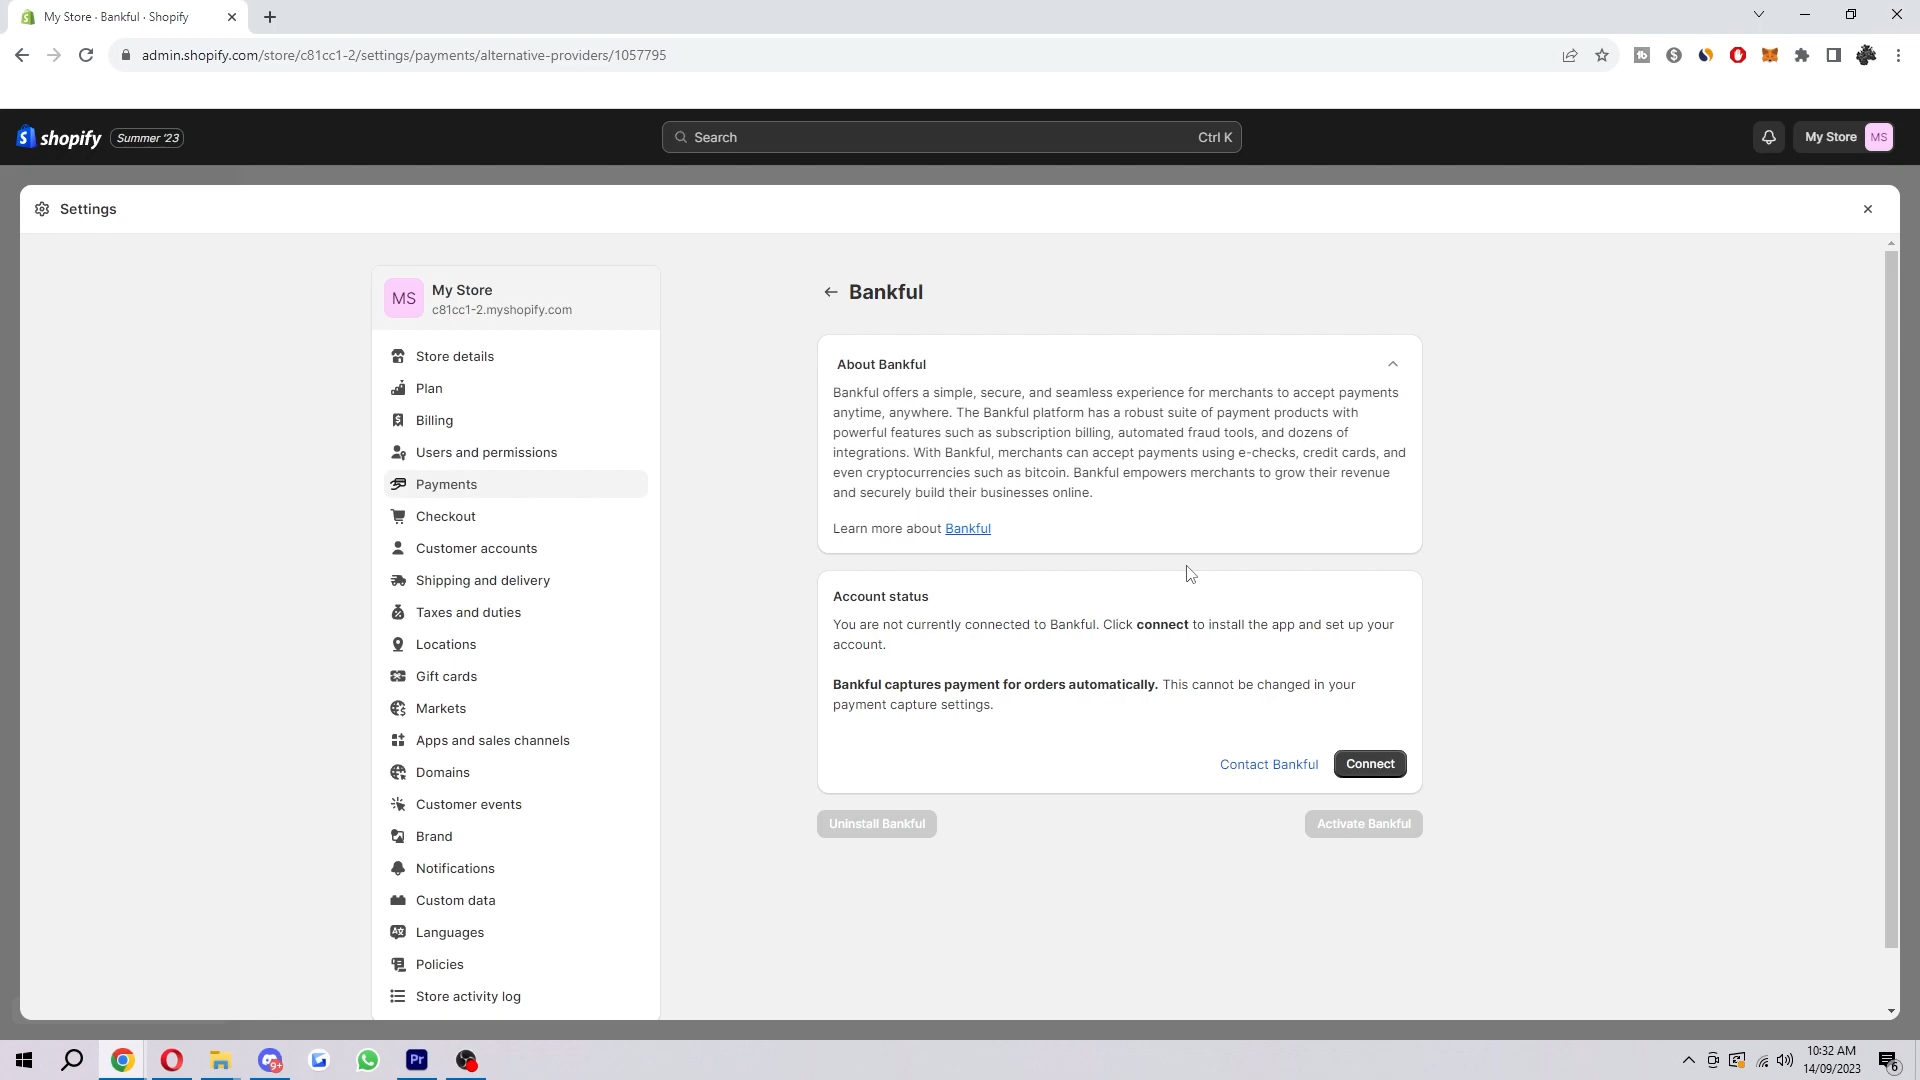 My Store · Bankful · Shopify
admin.shopify.com/store/c81cc1-2/settings/payments/alternative-providers/1057795
shopify Summer '23
Search Ctrl K
My Store MS
Settings
MS
My Store
c81cc1-2.myshopify.com
Store details
Plan
Billing
Users and permissions
Payments
Checkout
Customer accounts
Shipping and delivery
Taxes and duties
Locations
Gift cards
Markets
Apps and sales channels
Domains
Customer events
Brand
Notifications
Custom data
Languages
Policies
Store activity log
Bankful
About Bankful
Bankful offers a simple, secure, and seamless experience for merchants to accept payments
anytime, anywhere. The Bankful platform has a robust suite of payment products with
powerful features such as subscription billing, automated fraud tools, and dozens of
integrations. With Bankful, merchants can accept payments using e-checks, credit cards, and
even cryptocurrencies such as bitcoin. Bankful empowers merchants to grow their revenue
and securely build their businesses online.
Learn more about Bankful
Account status
You are not currently connected to Bankful. Click connect to install the app and set up your
account.
Bankful captures payment for orders automatically. This cannot be changed in your
payment capture settings.
Contact Bankful Connect
Uninstall Bankful Activate Bankful
9+
Pr
10:32 AM
14/09/2023
6